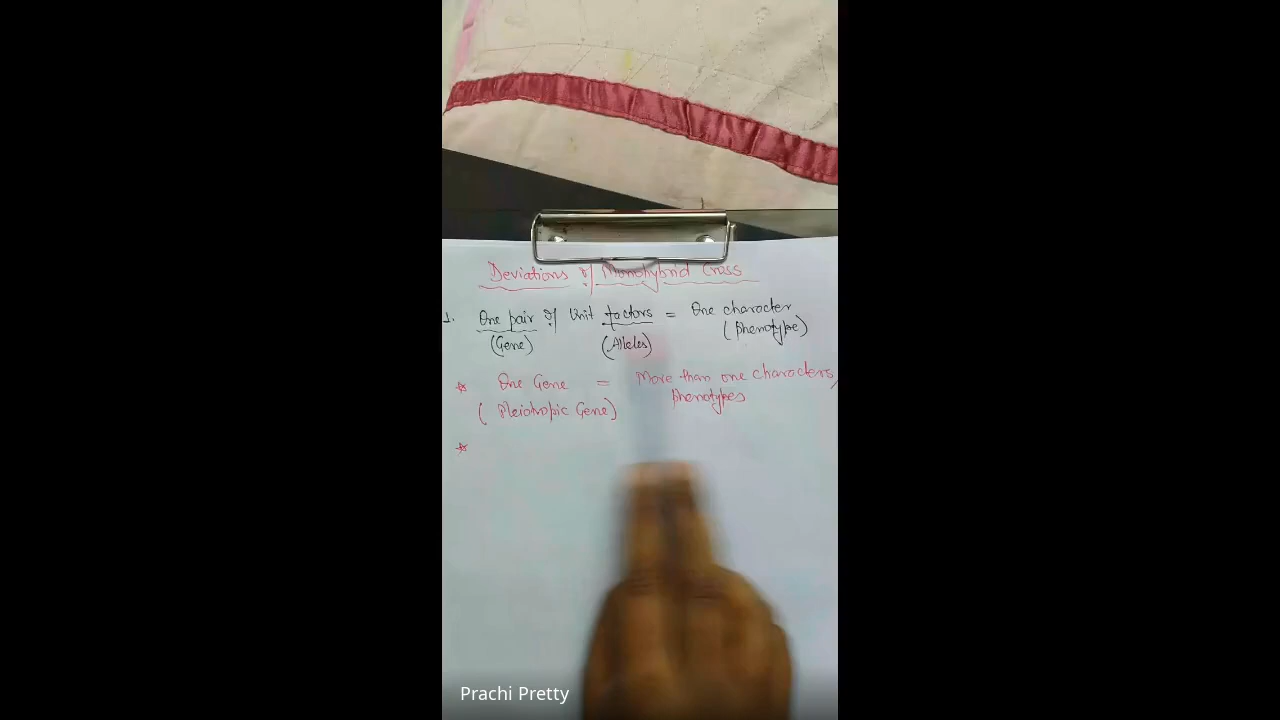 Deviations of Monohybrid Cross
1. One pair of Unit factors = One character
(Gene) (Alleles) (Phenotype)
* One Gene = More than one characters/
( Pleiotropic Gene) Phenotypes
*
Prachi Pretty